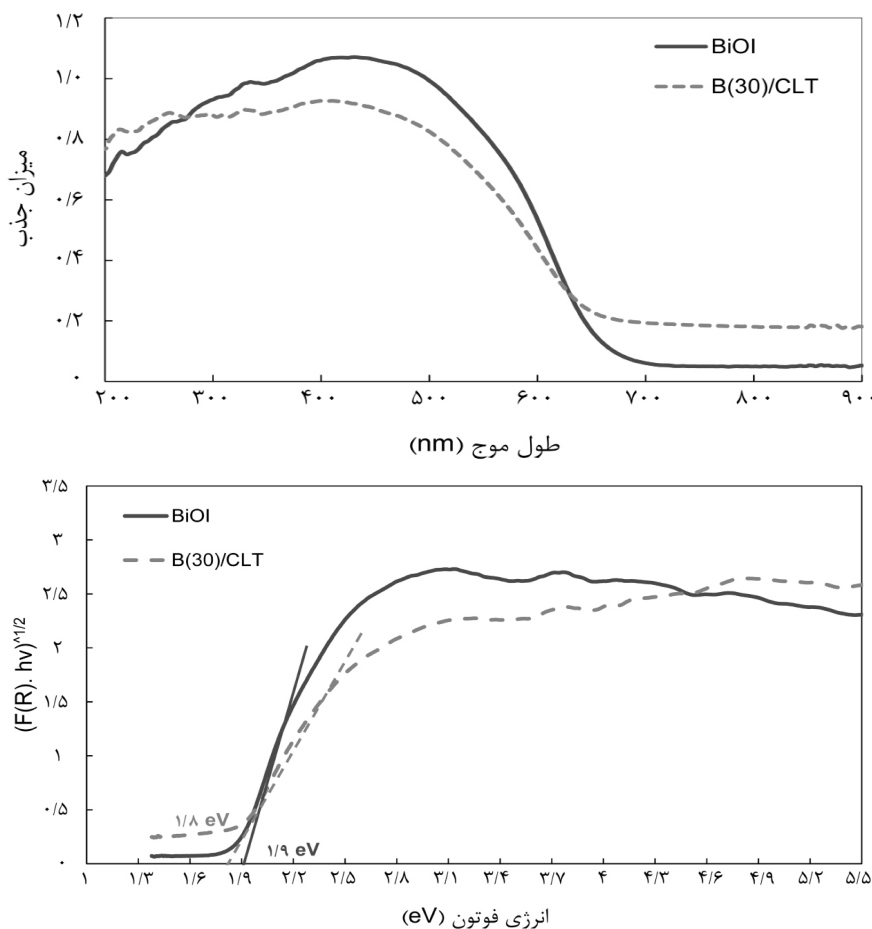 ۱/۲
۱/۰
۰/۸
۰/۶
۰/۴
۰/۲
۰
میزان جذب
BiOI
B(30)/CLT
۲۰۰ ۳۰۰ ۴۰۰ ۵۰۰ ۶۰۰ ۷۰۰ ۸۰۰ ۹۰۰
طول موج (nm)
۳/۵
۳
۲/۵
۲
۱/۵
۱
۰/۵
۰
(F(R). hv)^1/2
BiOI
B(30)/CLT
۱/۸ eV
۱/۹ eV
۱ ۱/۳ ۱/۶ ۱/۹ ۲/۲ ۲/۵ ۲/۸ ۳/۱ ۳/۴ ۳/۷ ۴ ۴/۳ ۴/۶ ۴/۹ ۵/۲ ۵/۵
انرژی فوتون (eV)